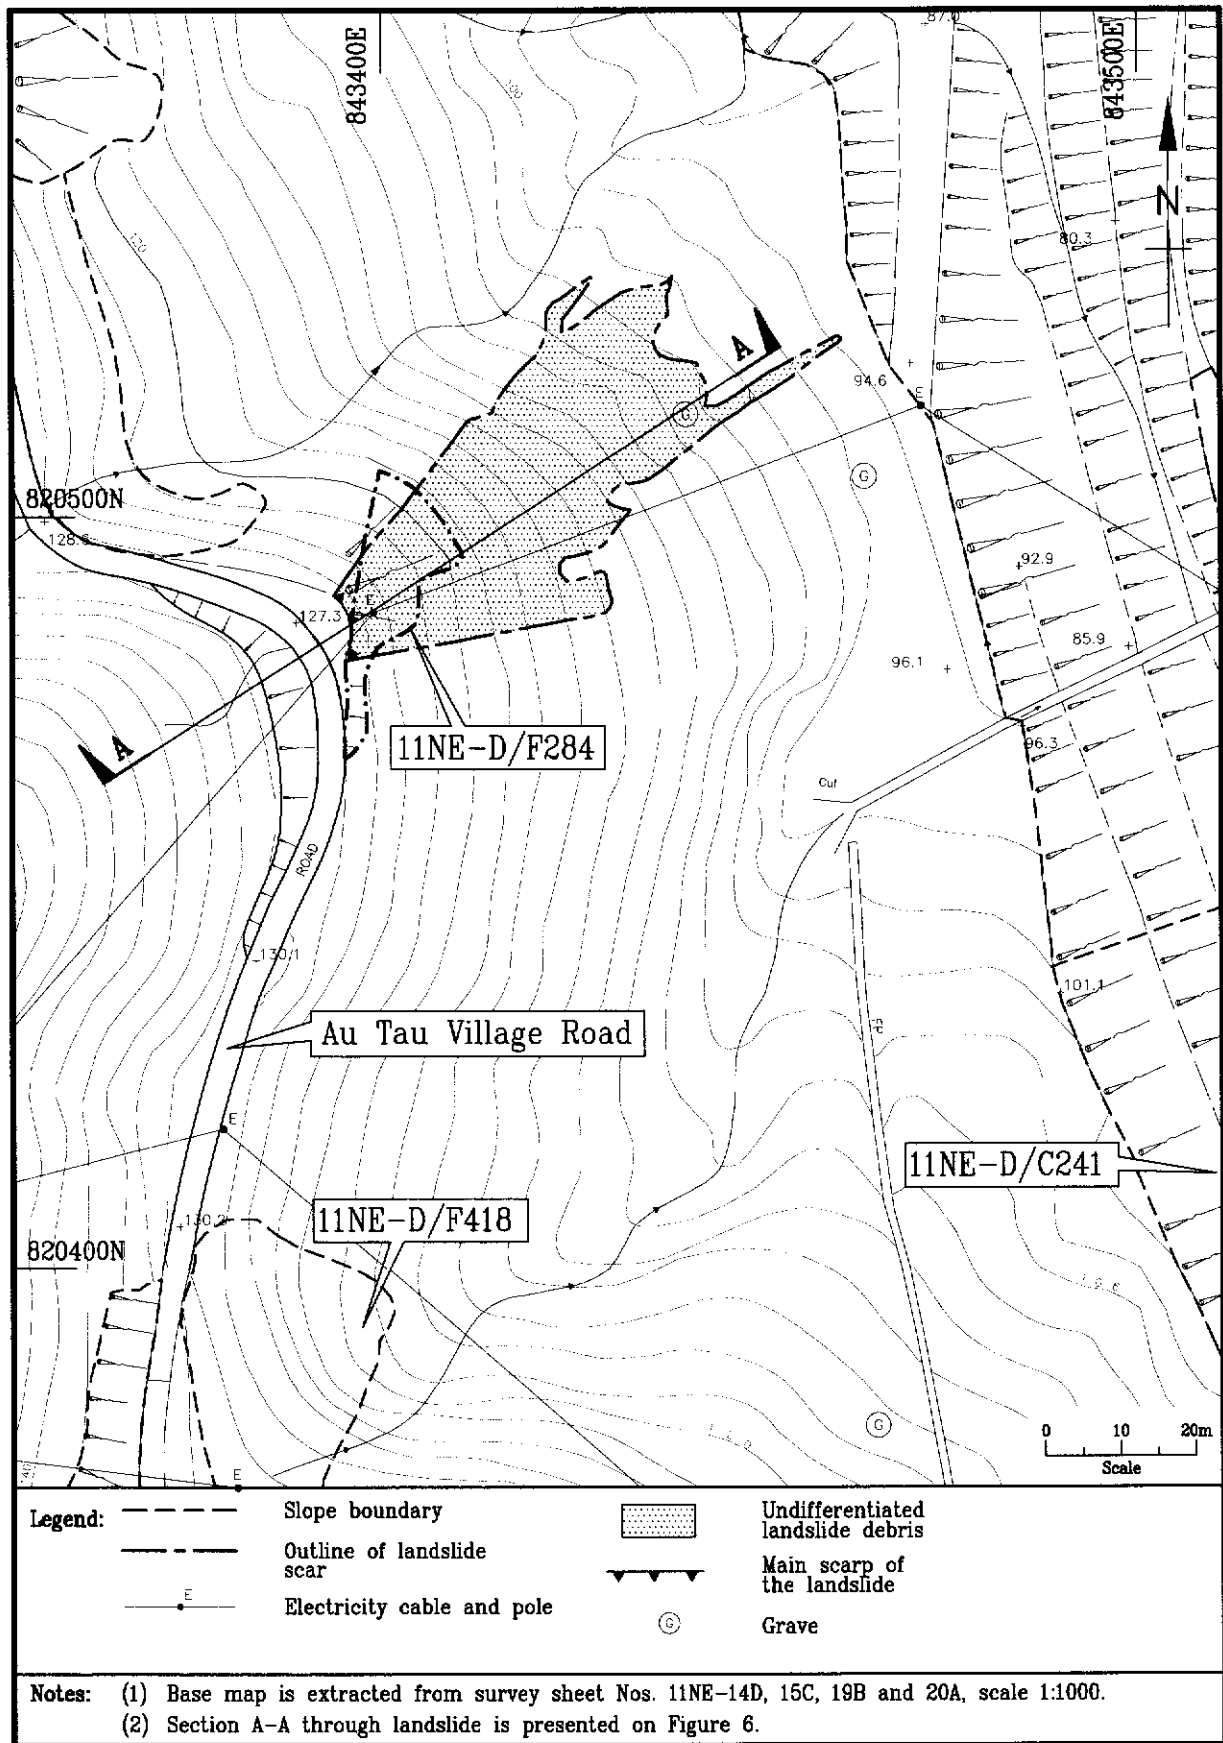 87.0
843400E
843500E
100
N
120
80.3
A
94.6
E
G
G
820500N
128.6
92.9
E
127.3
85.9
96.1
11NE-D/F284
A
96.3
Cut
ROAD
130.1
101.1
Au Tau Village Road
E
11NE-D/C241
11NE-D/F418
130.2
820400N
G
0 10 20m
Scale
E
Legend:
Slope boundary
Undifferentiated
landslide debris
Outline of landslide
scar
Main scarp of
the landslide
E
Electricity cable and pole
G
Grave
Notes: (1) Base map is extracted from survey sheet Nos. 11NE-14D, 15C, 19B and 20A, scale 1:1000.
(2) Section A-A through landslide is presented on Figure 6.